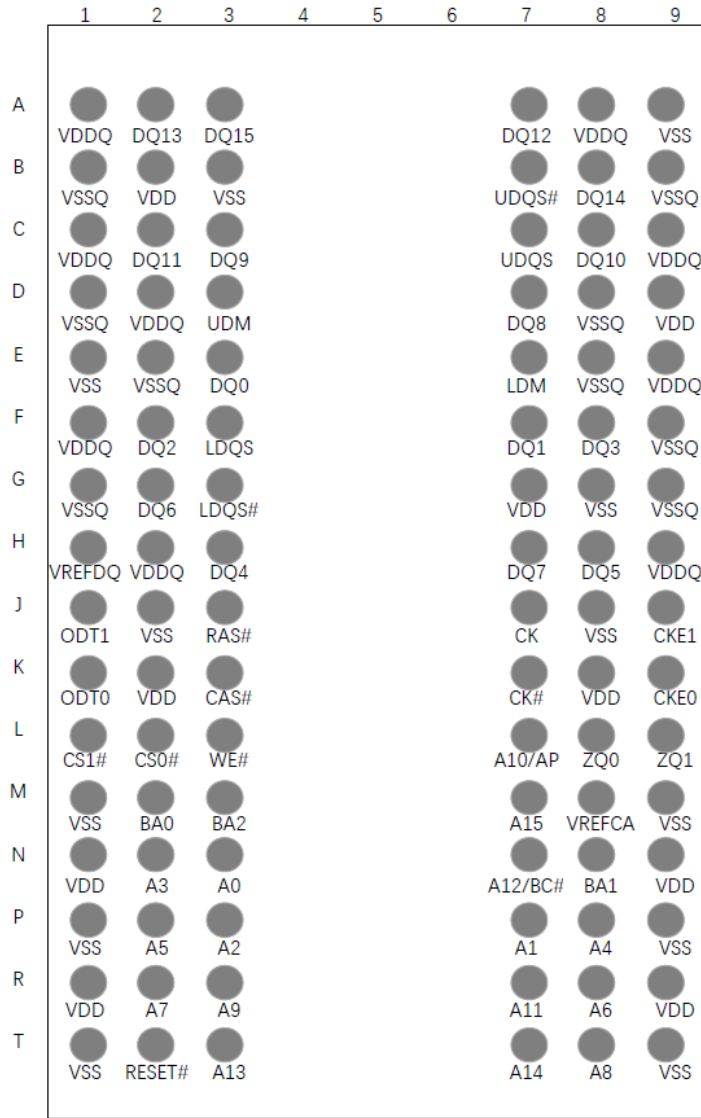 1 2 3 4 5 6 7 8 9
A
VDDQ DQ13 DQ15 DQ12 VDDQ VSS
B
VSSQ VDD VSS UDQS# DQ14 VSSQ
C
VDDQ DQ11 DQ9 UDQS DQ10 VDDQ
D
VSSQ VDDQ UDM DQ8 VSSQ VDD
E
VSS VSSQ DQ0 LDM VSSQ VDDQ
F
VDDQ DQ2 LDQS DQ1 DQ3 VSSQ
G
VSSQ DQ6 LDQS# VDD VSS VSSQ
H
VREFDQ VDDQ DQ4 DQ7 DQ5 VDDQ
J
ODT1 VSS RAS# CK VSS CKE1
K
ODT0 VDD CAS# CK# VDD CKE0
L
CS1# CS0# WE# A10/AP ZQ0 ZQ1
M
VSS BA0 BA2 A15 VREFCA VSS
N
VDD A3 A0 A12/BC# BA1 VDD
P
VSS A5 A2 A1 A4 VSS
R
VDD A7 A9 A11 A6 VDD
T
VSS RESET# A13 A14 A8 VSS